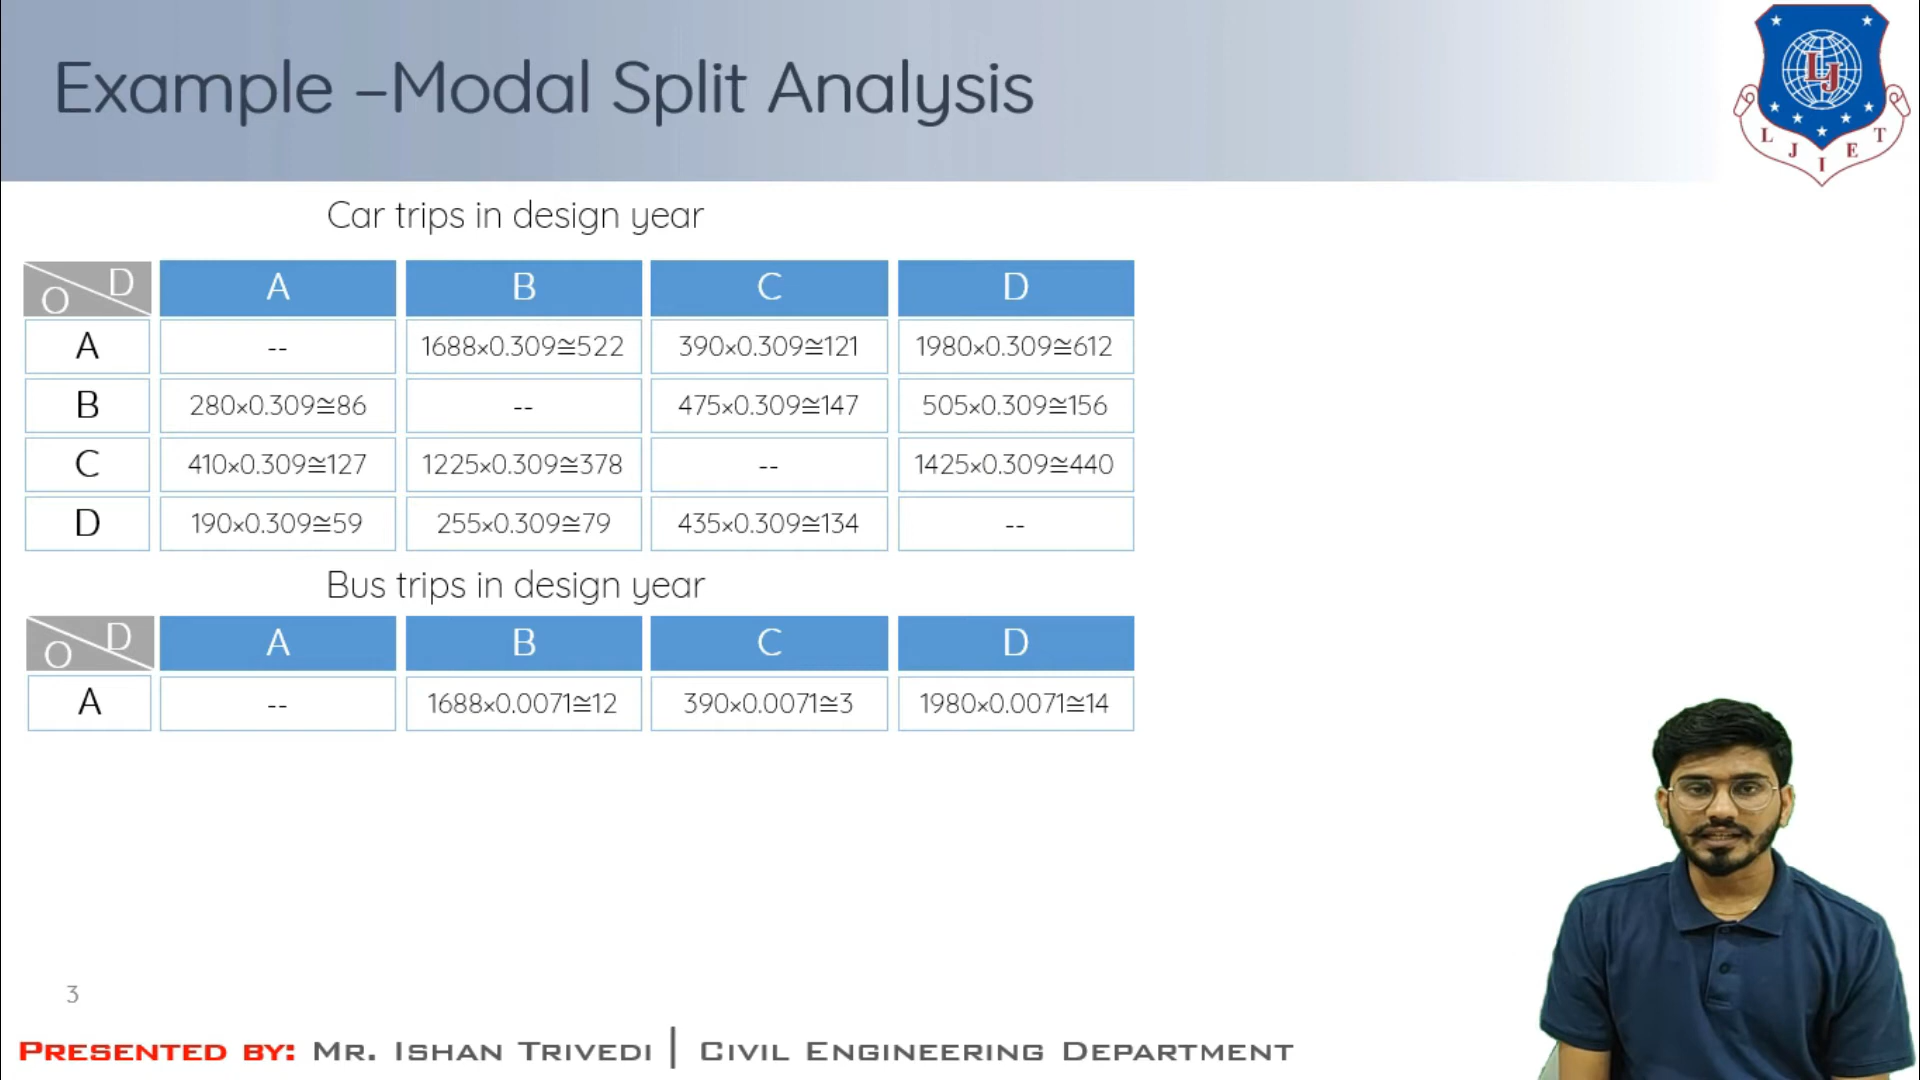 Example –Modal Split Analysis
LJ
L J I E T
Car trips in design year
O D A B C D
A -- 1688×0.309≅522 390×0.309≅121 1980×0.309≅612
B 280×0.309≅86 -- 475×0.309≅147 505×0.309≅156
C 410×0.309≅127 1225×0.309≅378 -- 1425×0.309≅440
D 190×0.309≅59 255×0.309≅79 435×0.309≅134 --
Bus trips in design year
O D A B C D
A -- 1688×0.0071≅12 390×0.0071≅3 1980×0.0071≅14
3
PRESENTED BY: MR. ISHAN TRIVEDI | CIVIL ENGINEERING DEPARTMENT